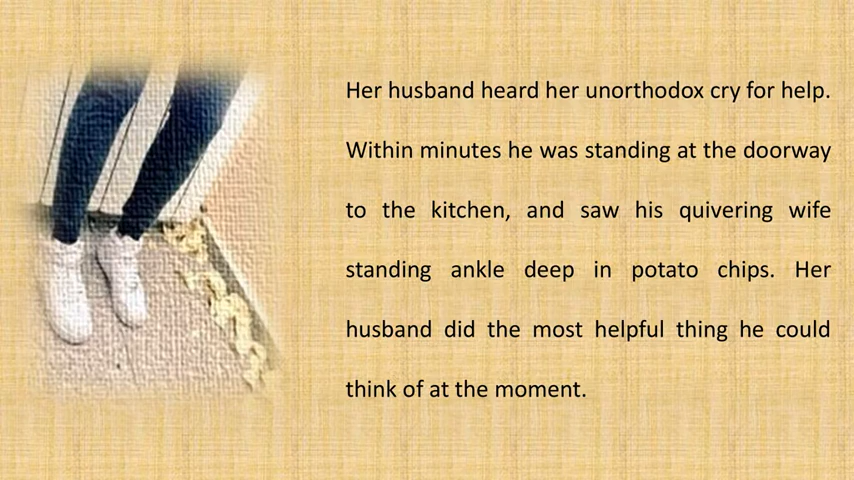 Her husband heard her unorthodox cry for help.
Within minutes he was standing at the doorway
to the kitchen, and saw his quivering wife
standing ankle deep in potato chips. Her
husband did the most helpful thing he could
think of at the moment.